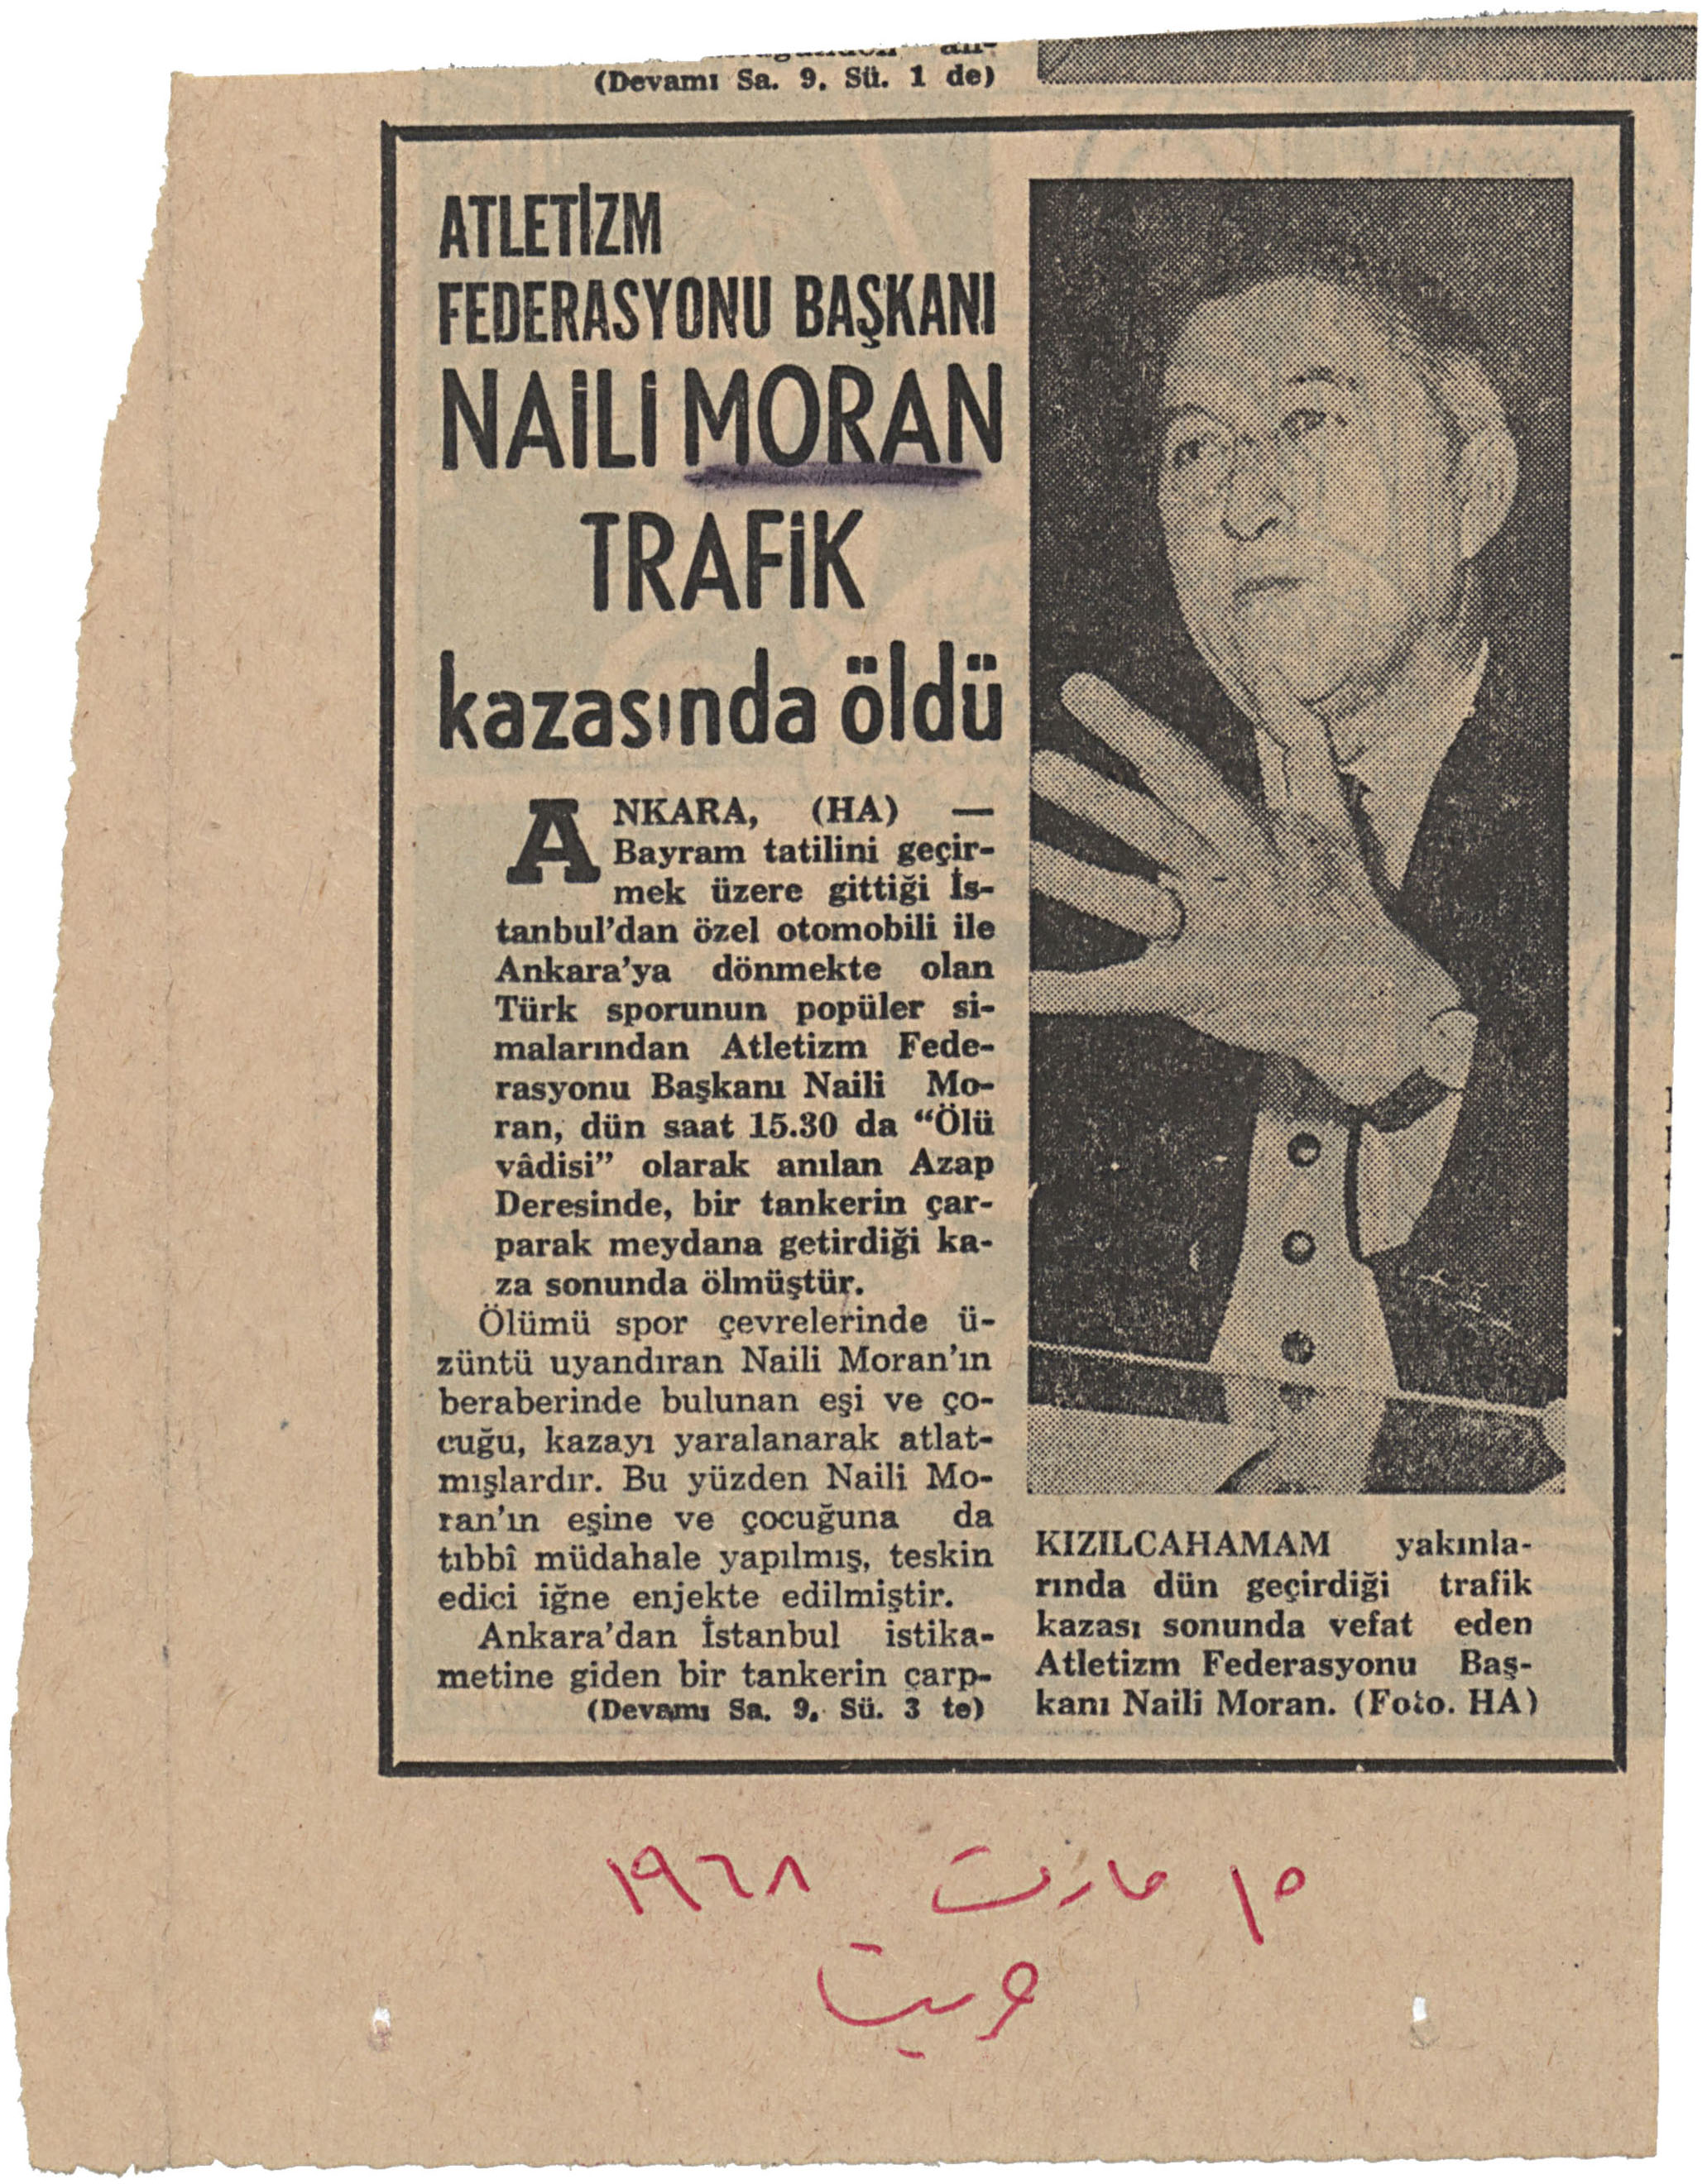 (Devamı Sa. 9, Sü. 1 de)
ATLETİZM
FEDERASYONU BAŞKANI
NAİLİ MORAN
TRAFİK
kazasında öldü
ANKARA, (HA) —
Bayram tatilini geçir-
mek üzere gittiği İs-
tanbul'dan özel otomobili ile
Ankara'ya dönmekte olan
Türk sporunun popüler si-
malarından Atletizm Fede-
rasyonu Başkanı Naili Mo-
ran, dün saat 15.30 da “Ölü
vâdisi” olarak anılan Azap
Deresinde, bir tankerin çar-
parak meydana getirdiği ka-
za sonunda ölmüştür.
Ölümü spor çevrelerinde ü-
züntü uyandıran Naili Moran'ın
beraberinde bulunan eşi ve ço-
cuğu, kazayı yaralanarak atlat-
mışlardır. Bu yüzden Naili Mo-
ran'ın eşine ve çocuğuna da
tıbbî müdahale yapılmış, teskin
edici iğne enjekte edilmiştir.
Ankara'dan İstanbul istika-
metine giden bir tankerin çarp-
(Devamı Sa. 9, Sü. 3 te)
KIZILCAHAMAM yakınla-
rında dün geçirdiği trafik
kazası sonunda vefat eden
Atletizm Federasyonu Baş-
kanı Naili Moran. (Foto. HA)
١٥ مارت ١٩٦٨